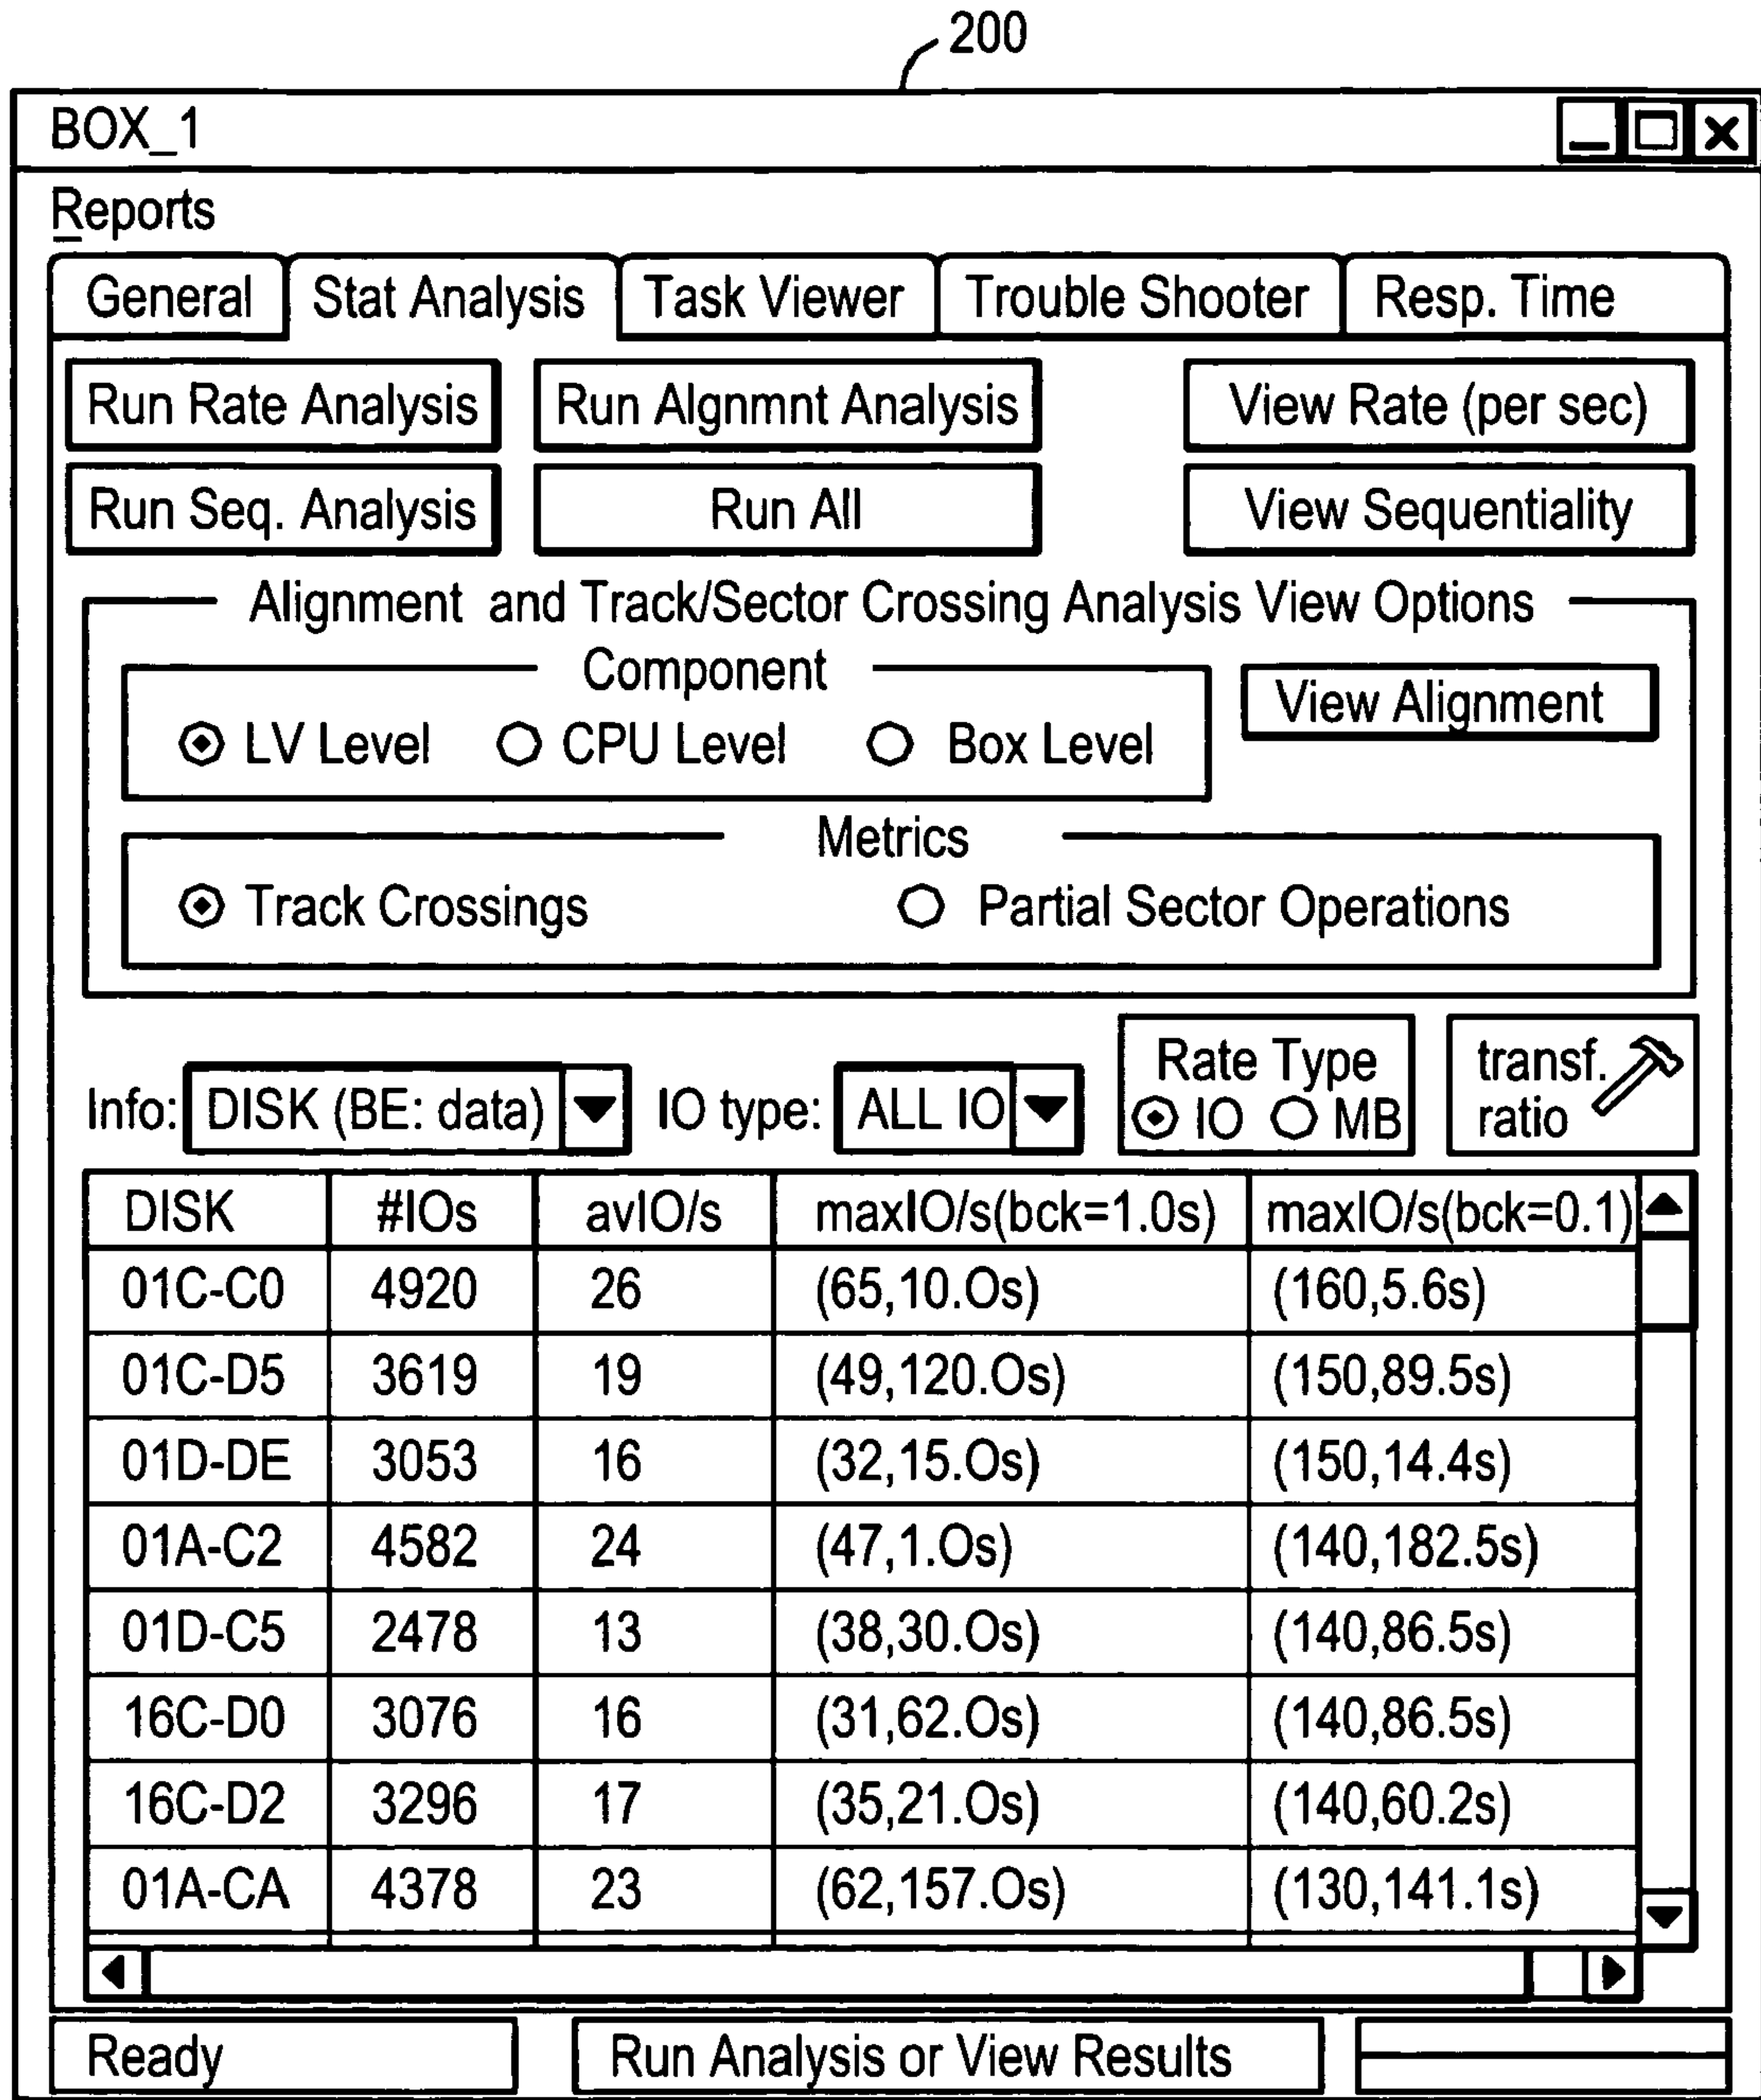 200
BOX_1
Reports
General Stat Analysis Task Viewer Trouble Shooter Resp. Time
Run Rate Analysis Run Algnmnt Analysis View Rate (per sec)
Run Seq. Analysis Run All View Sequentiality
Alignment and Track/Sector Crossing Analysis View Options
Component
View Alignment
LV Level CPU Level Box Level
Metrics
Track Crossings Partial Sector Operations
Rate Type transf.
Info: DISK (BE: data) IO type: ALL IO IO MB ratio
DISK #IOs avIO/s maxIO/s(bck=1.0s) maxIO/s(bck=0.1)
01C-C0 4920 26 (65,10.Os) (160,5.6s)
01C-D5 3619 19 (49,120.Os) (150,89.5s)
01D-DE 3053 16 (32,15.Os) (150,14.4s)
01A-C2 4582 24 (47,1.Os) (140,182.5s)
01D-C5 2478 13 (38,30.Os) (140,86.5s)
16C-D0 3076 16 (31,62.Os) (140,86.5s)
16C-D2 3296 17 (35,21.Os) (140,60.2s)
01A-CA 4378 23 (62,157.Os) (130,141.1s)
Ready Run Analysis or View Results